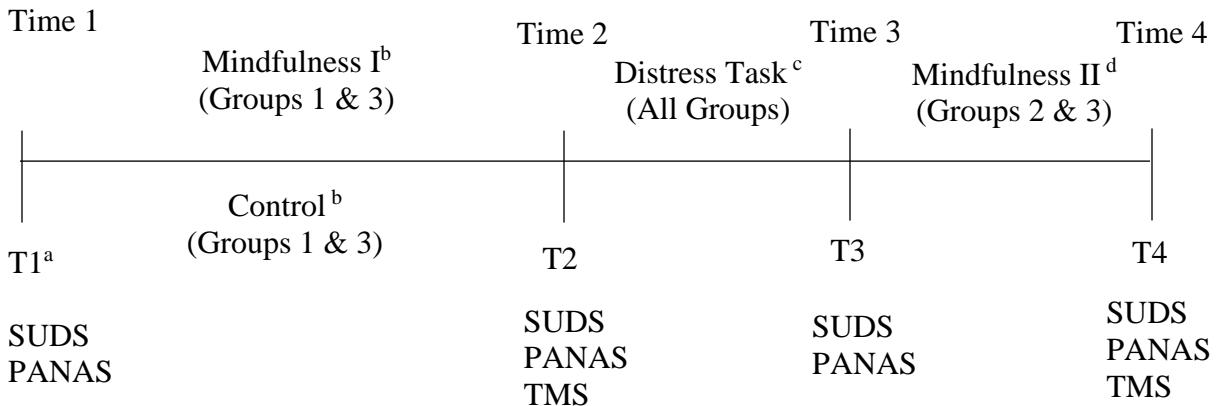 Time 1
Time 2
Time 3
Time 4
Mindfulness Iᵇ
(Groups 1 & 3)
Distress Task ᶜ
(All Groups)
Mindfulness II ᵈ
(Groups 2 & 3)
Control ᵇ
(Groups 1 & 3)
T1ᵃ
T2
T3
T4
SUDS
PANAS
SUDS
PANAS
TMS
SUDS
PANAS
SUDS
PANAS
TMS